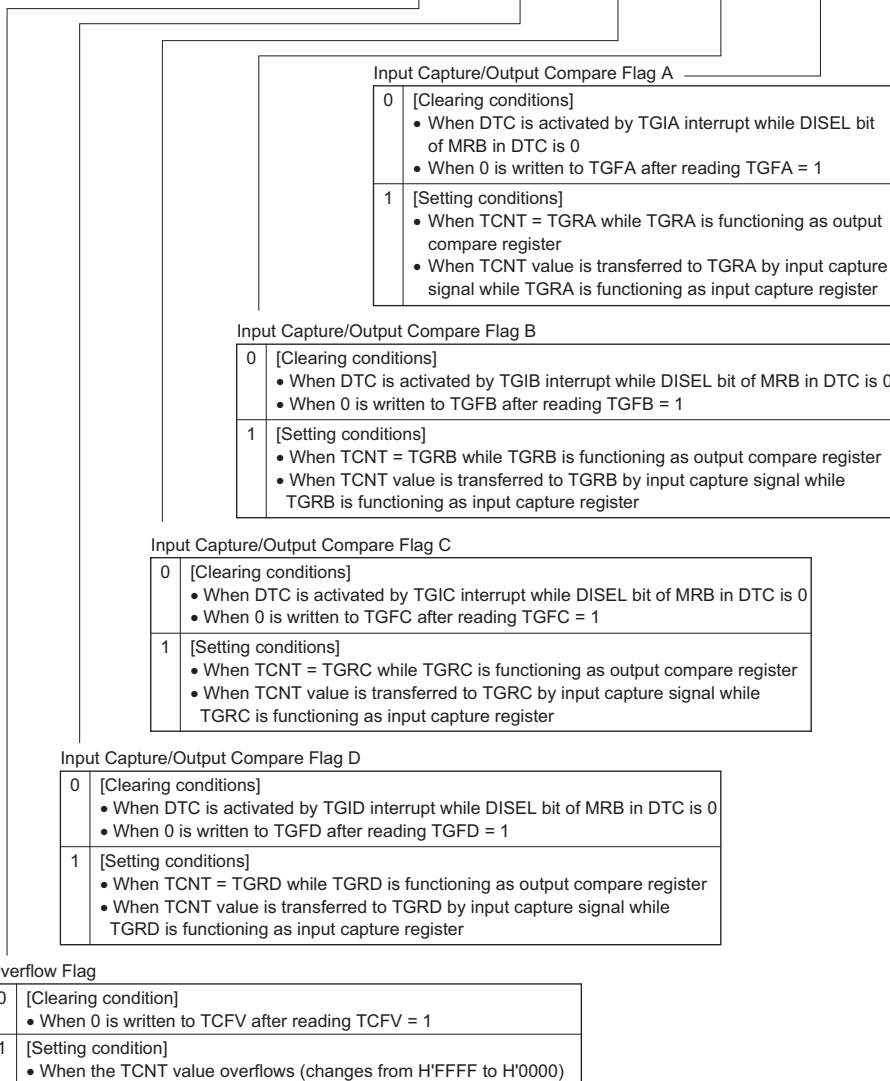 Input Capture/Output Compare Flag A
0 [Clearing conditions]
• When DTC is activated by TGIA interrupt while DISEL bit
of MRB in DTC is 0
• When 0 is written to TGFA after reading TGFA = 1
1 [Setting conditions]
• When TCNT = TGRA while TGRA is functioning as output
compare register
• When TCNT value is transferred to TGRA by input capture
signal while TGRA is functioning as input capture register
Input Capture/Output Compare Flag B
0 [Clearing conditions]
• When DTC is activated by TGIB interrupt while DISEL bit of MRB in DTC is 0
• When 0 is written to TGFB after reading TGFB = 1
1 [Setting conditions]
• When TCNT = TGRB while TGRB is functioning as output compare register
• When TCNT value is transferred to TGRB by input capture signal while
TGRB is functioning as input capture register
Input Capture/Output Compare Flag C
0 [Clearing conditions]
• When DTC is activated by TGIC interrupt while DISEL bit of MRB in DTC is 0
• When 0 is written to TGFC after reading TGFC = 1
1 [Setting conditions]
• When TCNT = TGRC while TGRC is functioning as output compare register
• When TCNT value is transferred to TGRC by input capture signal while
TGRC is functioning as input capture register
Input Capture/Output Compare Flag D
0 [Clearing conditions]
• When DTC is activated by TGID interrupt while DISEL bit of MRB in DTC is 0
• When 0 is written to TGFD after reading TGFD = 1
1 [Setting conditions]
• When TCNT = TGRD while TGRD is functioning as output compare register
• When TCNT value is transferred to TGRD by input capture signal while
TGRD is functioning as input capture register
verflow Flag
0 [Clearing condition]
• When 0 is written to TCFV after reading TCFV = 1
1 [Setting condition]
• When the TCNT value overflows (changes from H'FFFF to H'0000)